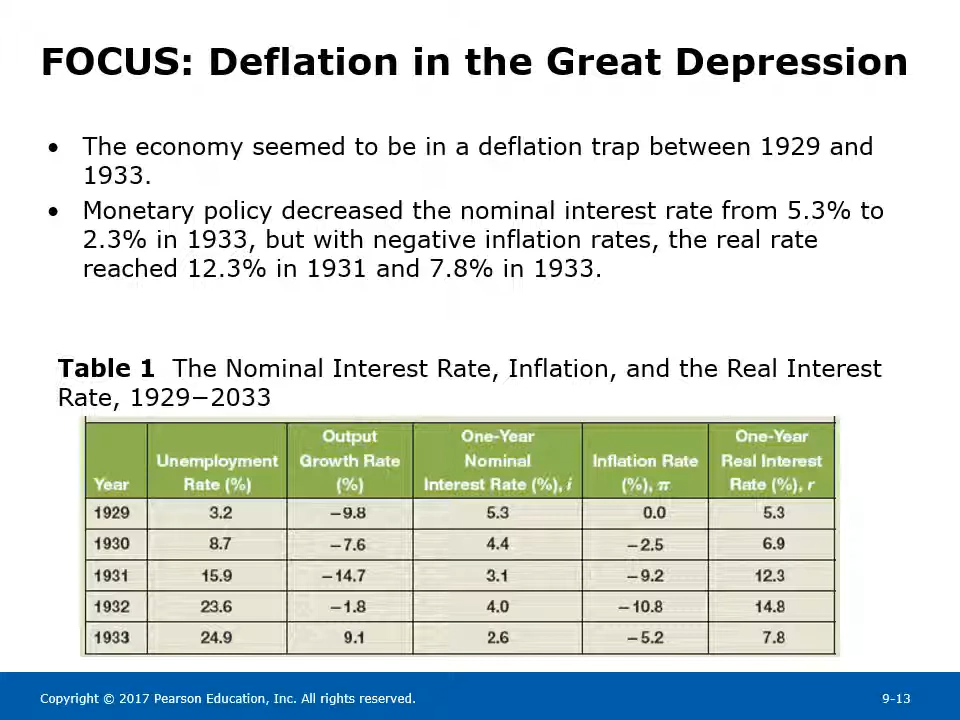 FOCUS: Deflation in the Great Depression
• The economy seemed to be in a deflation trap between 1929 and
1933.
• Monetary policy decreased the nominal interest rate from 5.3% to
2.3% in 1933, but with negative inflation rates, the real rate
reached 12.3% in 1931 and 7.8% in 1933.
Table 1 The Nominal Interest Rate, Inflation, and the Real Interest
Rate, 1929−2033
Output One-Year One-Year
Unemployment Growth Rate Nominal Inflation Rate Real Interest
Year Rate (%) (%) Interest Rate (%), i (%), π Rate (%), r
1929 3.2 −9.8 5.3 0.0 5.3
1930 8.7 −7.6 4.4 −2.5 6.9
1931 15.9 −14.7 3.1 −9.2 12.3
1932 23.6 −1.8 4.0 −10.8 14.8
1933 24.9 9.1 2.6 −5.2 7.8
Copyright © 2017 Pearson Education, Inc. All rights reserved. 9-13